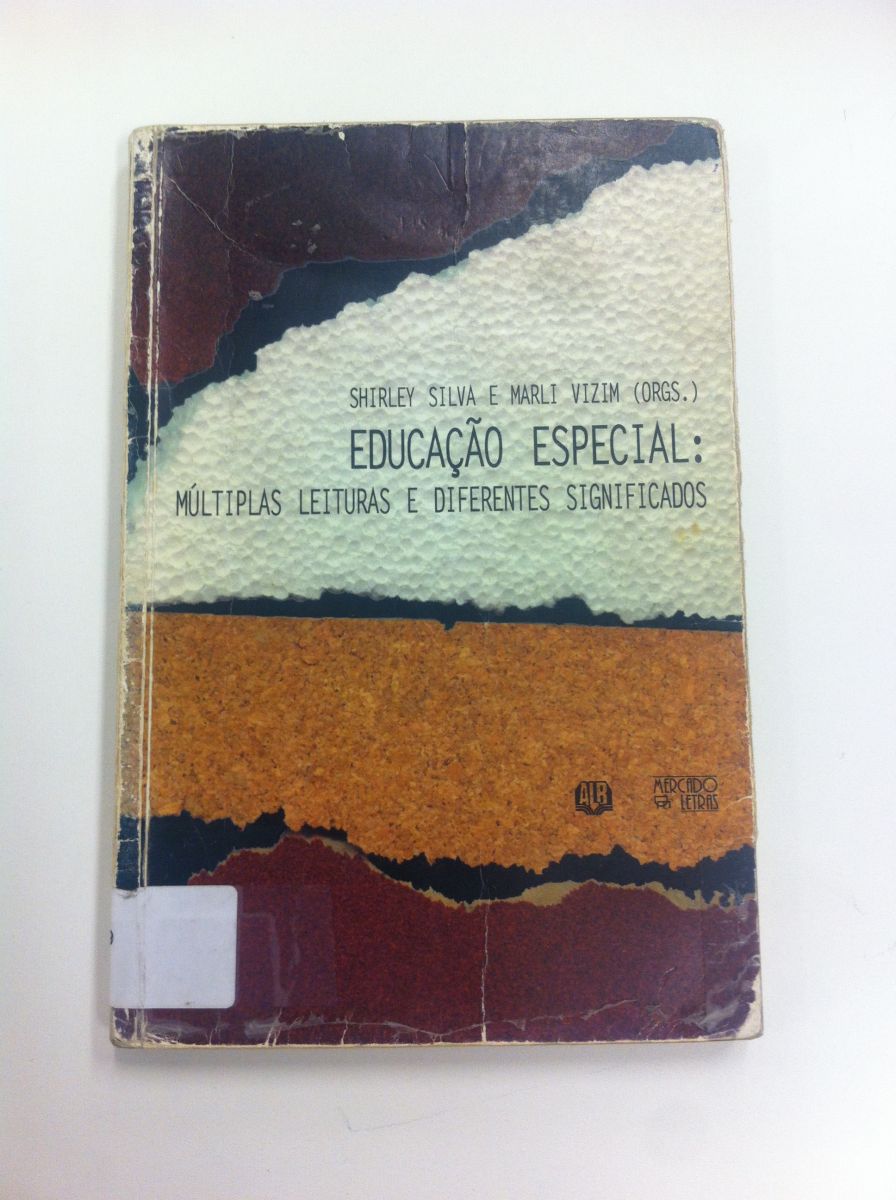 SHIRLEY SILVA E MARLI VIZIM (ORGS.)
EDUCAÇÃO ESPECIAL:
MÚLTIPLAS LEITURAS E DIFERENTES SIGNIFICADOS
ALB
MERCADO
LETRAS